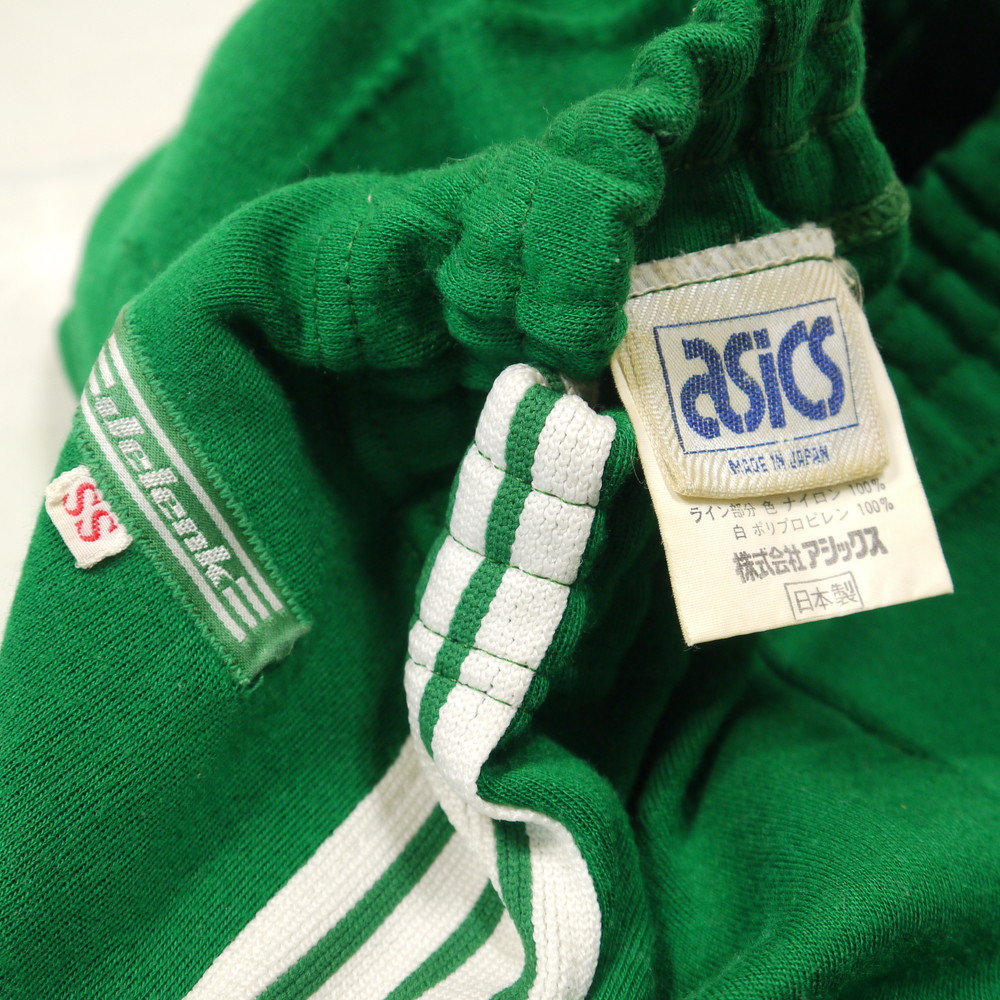 asics
MADE IN JAPAN
ライン部分 色 ナイロン 100%
白 ポリプロピレン 100%
株式会社アシックス
日本製
SS